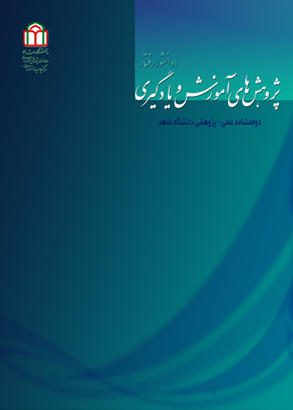 (دانشور رفتار)
پژوهش‌های آموزش و یادگیری
دوفصلنامه علمی - پژوهشی دانشگاه شاهد